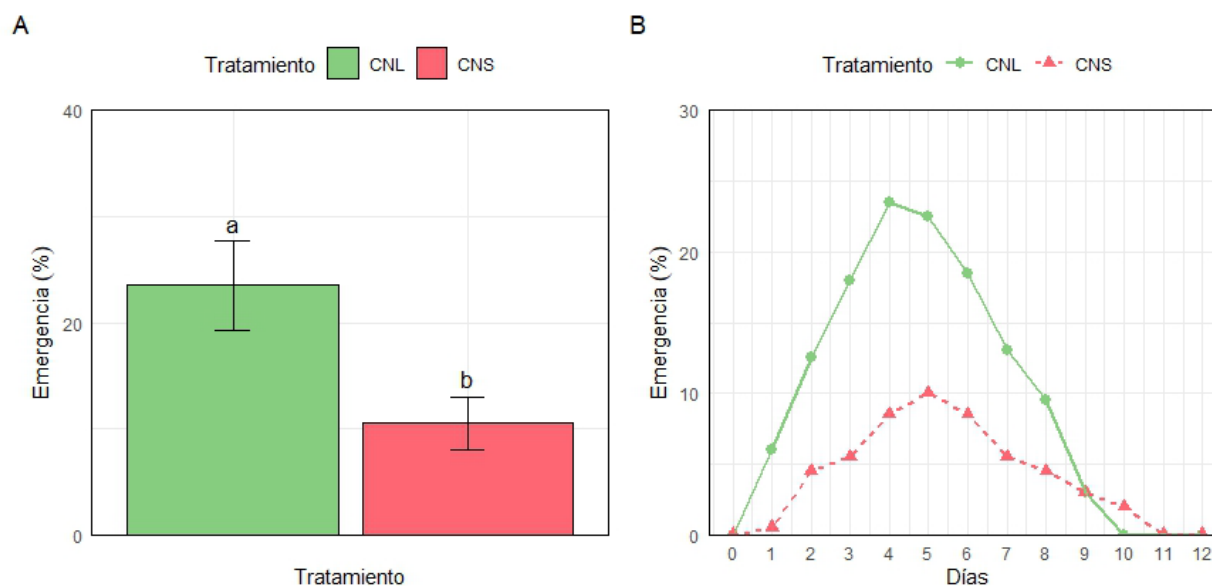 A
Tratamiento CNL CNS
40
20
0
Emergencia (%)
a
b
Tratamiento
B
Tratamiento CNL CNS
30
20
10
0
Emergencia (%)
0 1 2 3 4 5 6 7 8 9 10 11 12
Días